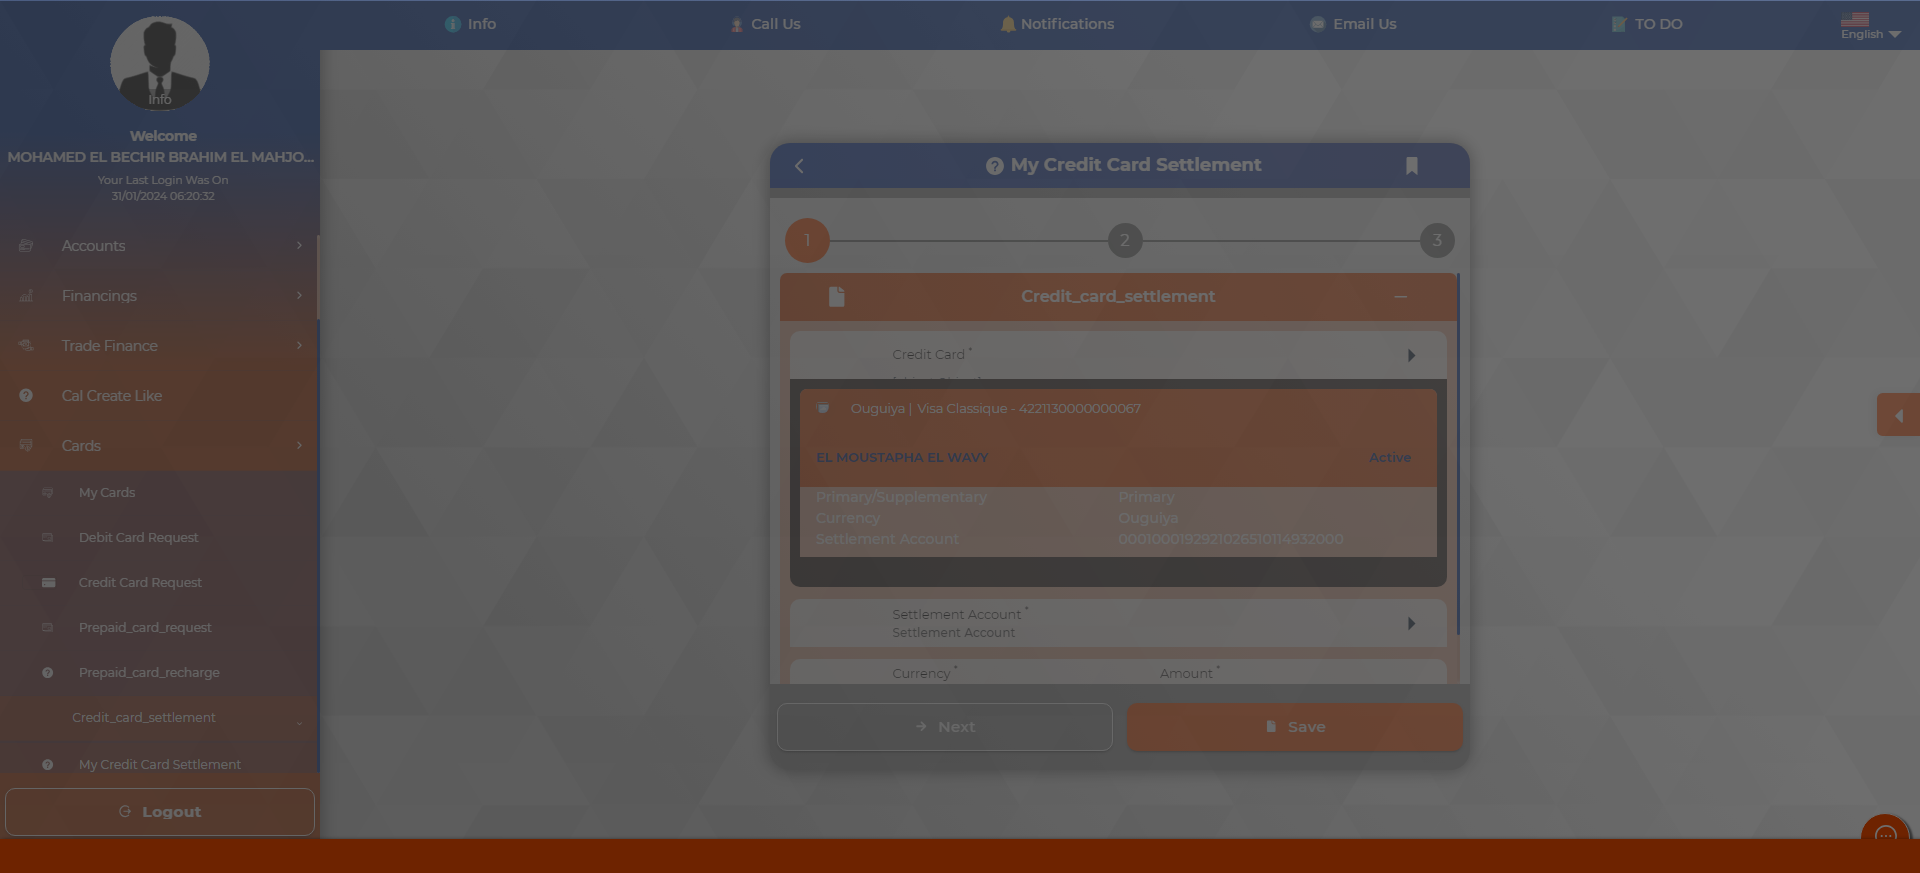 Info
Call Us
Notifications
Email Us
TO DO
English
Info
Welcome
MOHAMED EL BECHIR BRAHIM EL MAHJO...
Your Last Login Was On
31/01/2024 06:20:32
Accounts
Financings
Trade Finance
Cal Create Like
Cards
My Cards
Debit Card Request
Credit Card Request
Prepaid_card_request
Prepaid_card_recharge
Credit_card_settlement
My Credit Card Settlement
Logout
My Credit Card Settlement
1
2
3
Credit_card_settlement
Credit Card *
Ouguiya | Visa Classique - 4221130000000067
EL MOUSTAPHA EL WAVY Active
Primary/Supplementary Primary
Currency Ouguiya
Settlement Account 0001000192921026510114932000
Settlement Account *
Settlement Account
Currency * Amount *
Next
Save